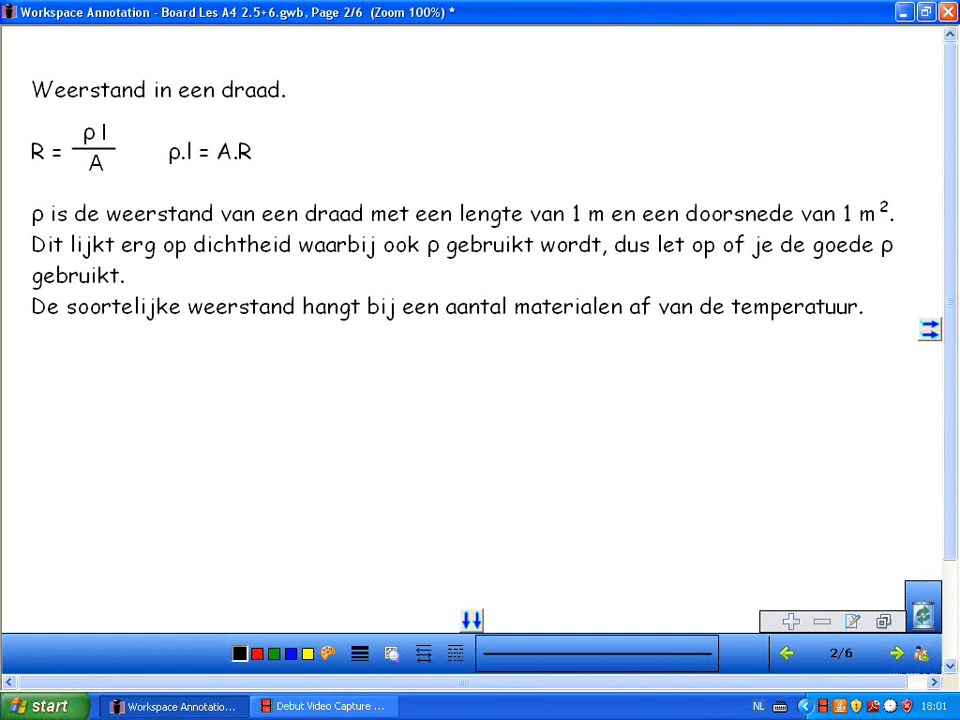 Workspace Annotation - Board Les A4 2.5+6.gwb, Page 2/6 (Zoom 100%) *
Weerstand in een draad.
R = ρ l / A ρ.l = A.R
ρ is de weerstand van een draad met een lengte van 1 m en een doorsnede van 1 m².
Dit lijkt erg op dichtheid waarbij ook ρ gebruikt wordt, dus let op of je de goede ρ
gebruikt.
De soortelijke weerstand hangt bij een aantal materialen af van de temperatuur.
2/6
start Workspace Annotatio... Debut Video Capture ... NL 18:01